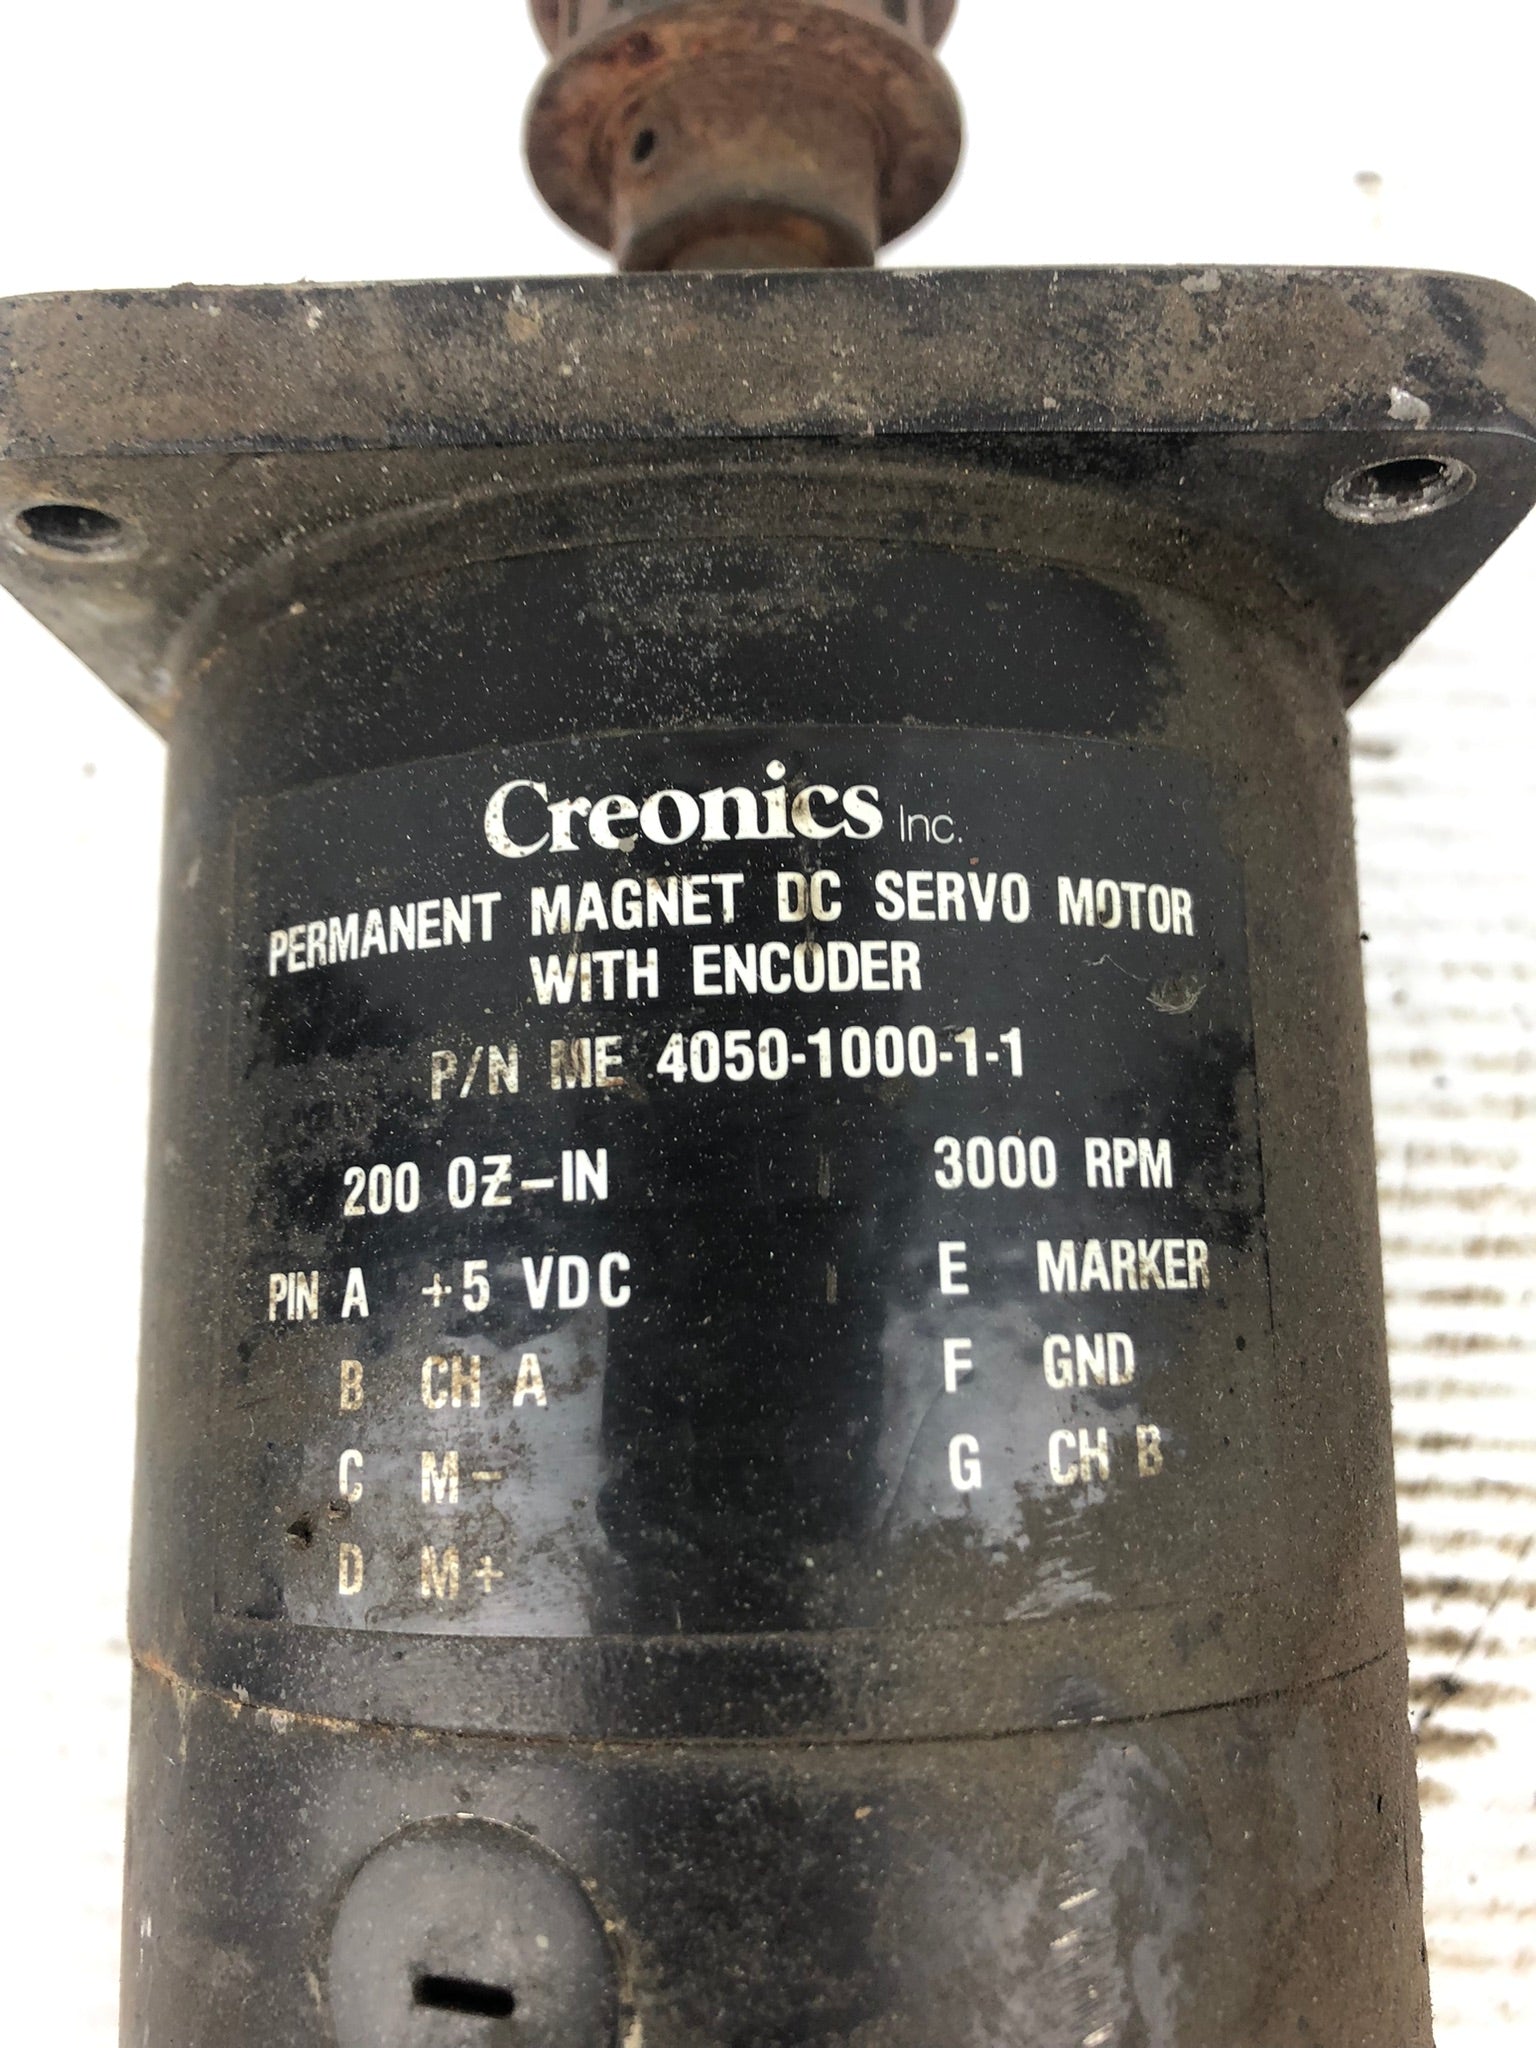 Creonics Inc.
PERMANENT MAGNET DC SERVO MOTOR
WITH ENCODER
P/N ME 4050-1000-1-1
200 OZ-IN 3000 RPM
PIN A +5 VDC E MARKER
B CH A F GND
C M- G CH B
D M+